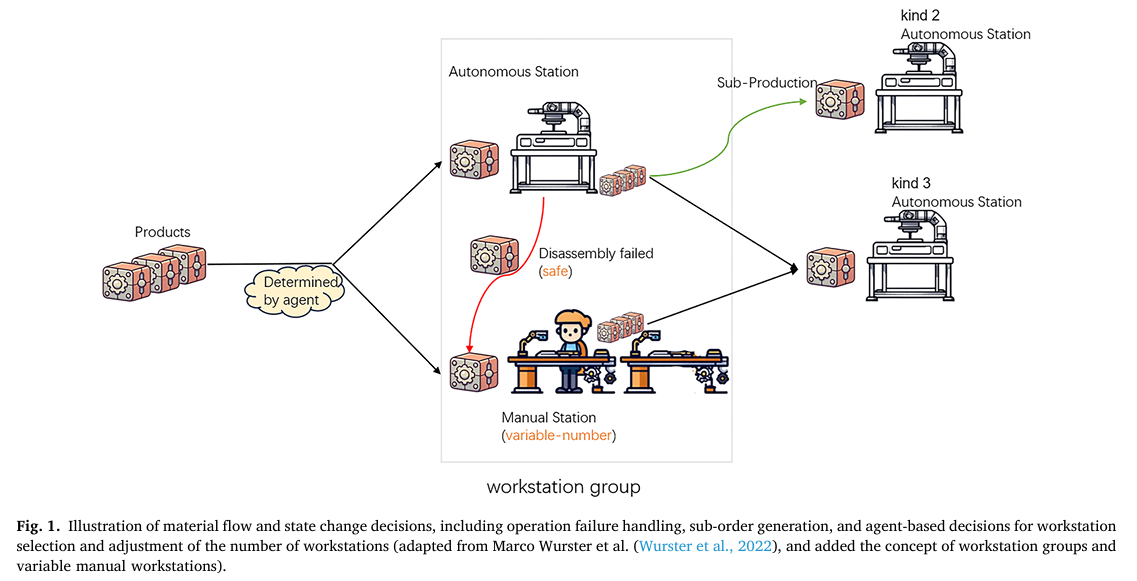 kind 2
Autonomous Station
Autonomous Station
Sub-Production
kind 3
Autonomous Station
Products
Disassembly failed
(safe)
Determined
by agent
Manual Station
(variable-number)
workstation group
Fig. 1. Illustration of material flow and state change decisions, including operation failure handling, sub-order generation, and agent-based decisions for workstation
selection and adjustment of the number of workstations (adapted from Marco Wurster et al. (Wurster et al., 2022), and added the concept of workstation groups and
variable manual workstations).